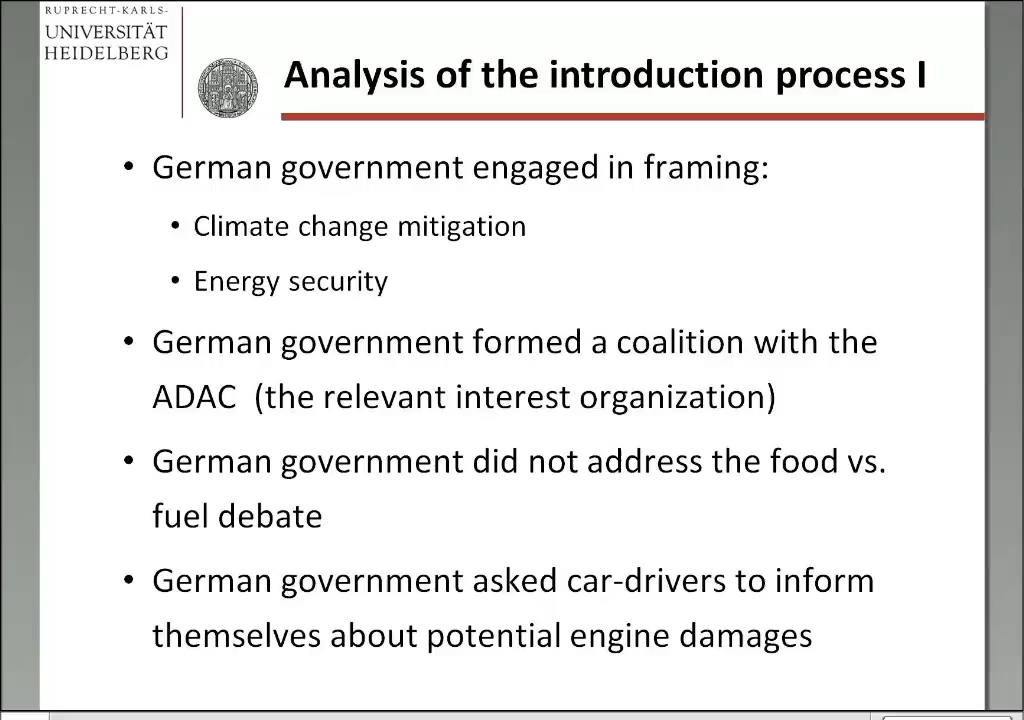 RUPRECHT-KARLS-
UNIVERSITÄT
HEIDELBERG
Analysis of the introduction process I
• German government engaged in framing:
• Climate change mitigation
• Energy security
• German government formed a coalition with the
ADAC (the relevant interest organization)
• German government did not address the food vs.
fuel debate
• German government asked car-drivers to inform
themselves about potential engine damages